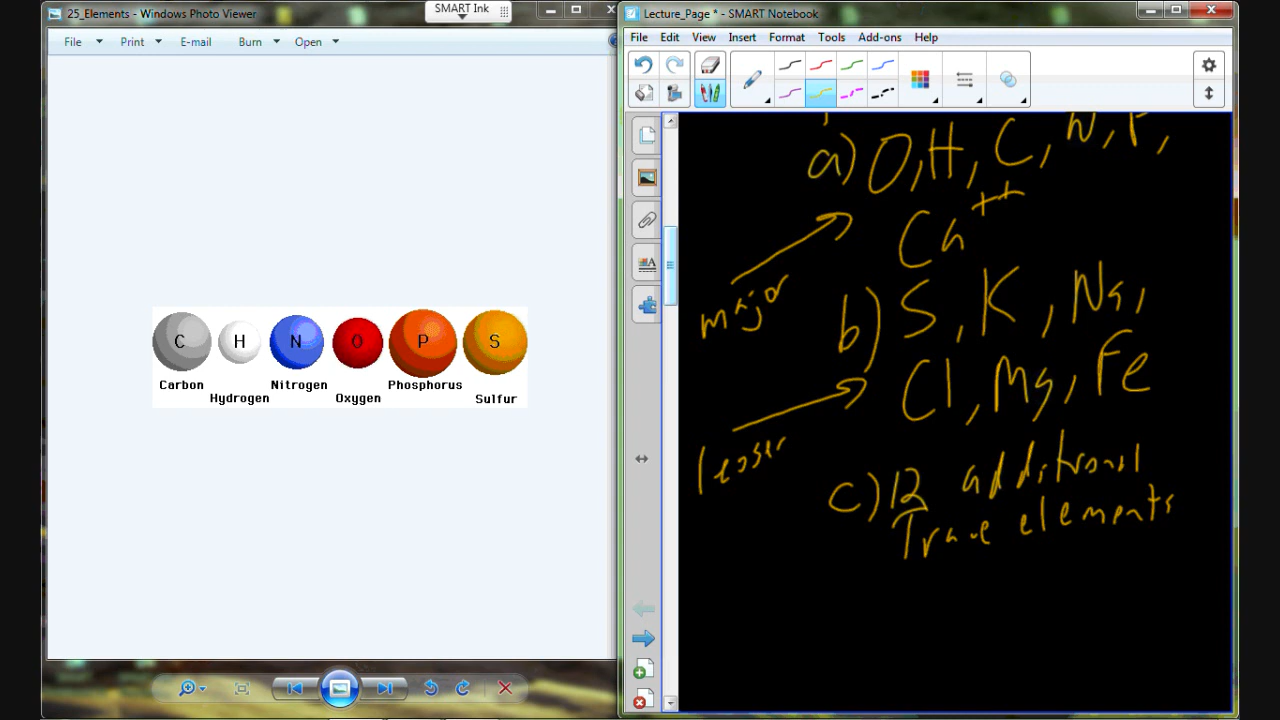 25_Elements - Windows Photo Viewer
SMART Ink
File Print E-mail Burn Open
C H N O P S
Carbon Nitrogen Phosphorus
Hydrogen Oxygen Sulfur
Lecture_Page * - SMART Notebook
File Edit View Insert Format Tools Add-ons Help
a) O, H, C, N, P,
Ca++
major
b) S, K, Na,
Cl, Mg, Fe
lesser
c) 12 additional
Trace elements